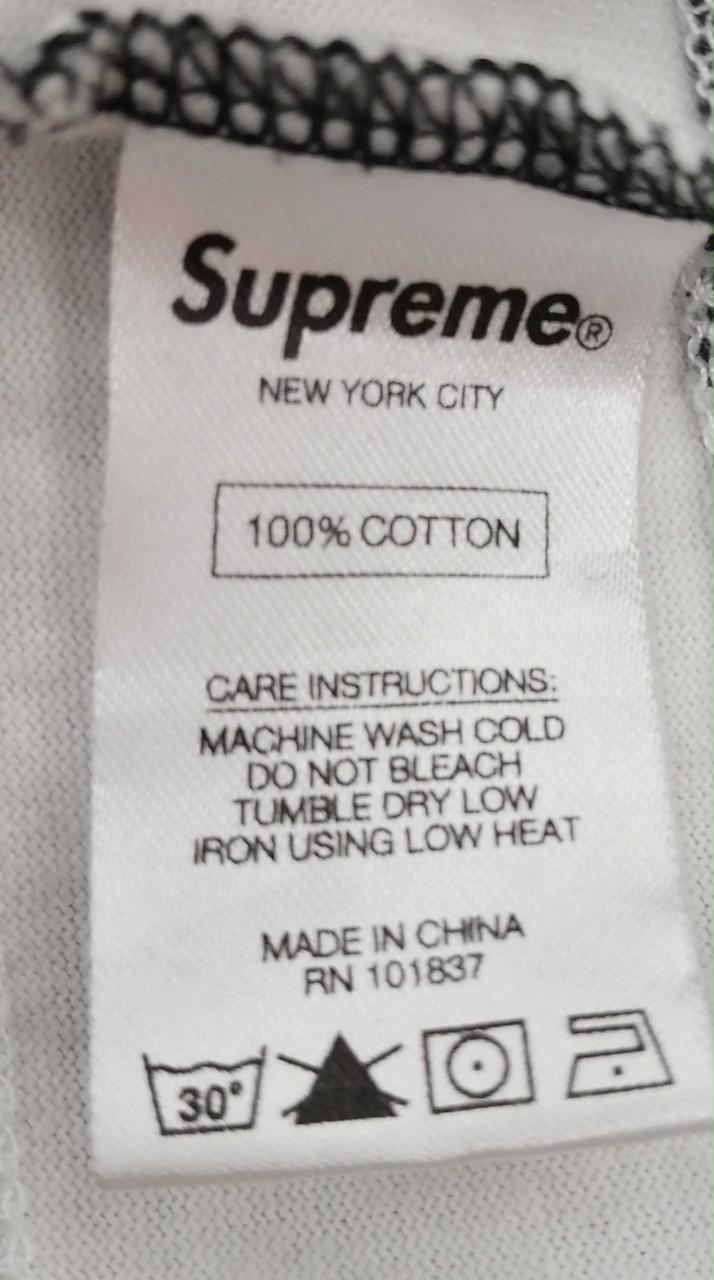 Supreme®
NEW YORK CITY
100% COTTON
CARE INSTRUCTIONS:
MACHINE WASH COLD
DO NOT BLEACH
TUMBLE DRY LOW
IRON USING LOW HEAT
MADE IN CHINA
RN 101837
30°